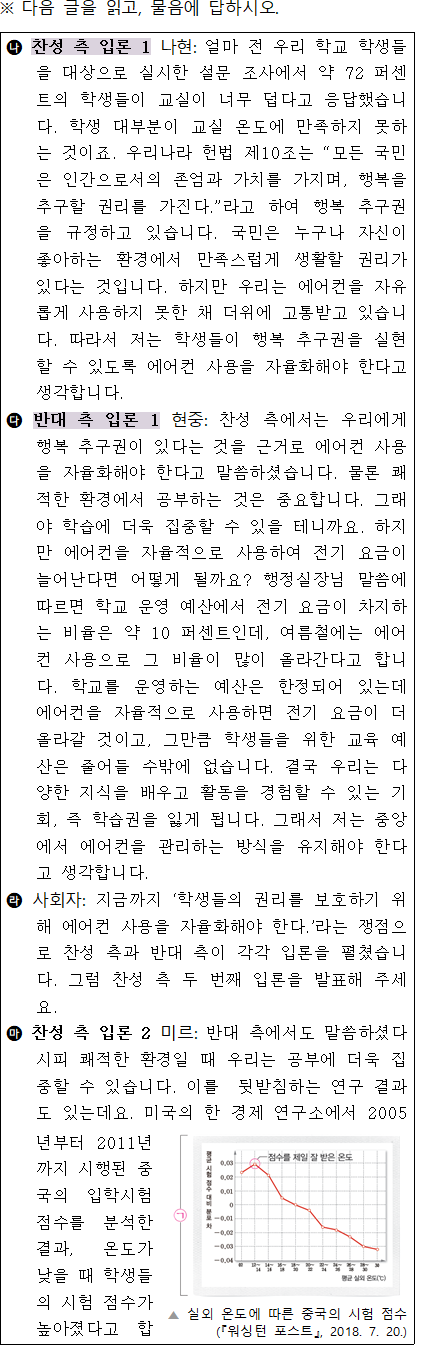 ※ 다음 글을 읽고, 물음에 답하시오.
㉯ 찬성 측 입론 1 나현: 얼마 전 우리 학교 학생들
을 대상으로 실시한 설문 조사에서 약 72 퍼센
트의 학생들이 교실이 너무 덥다고 응답했습니
다. 학생 대부분이 교실 온도에 만족하지 못하
는 것이죠. 우리나라 헌법 제10조는 “모든 국민
은 인간으로서의 존엄과 가치를 가지며, 행복을
추구할 권리를 가진다.”라고 하여 행복 추구권
을 규정하고 있습니다. 국민은 누구나 자신이
좋아하는 환경에서 만족스럽게 생활할 권리가
있다는 것입니다. 하지만 우리는 에어컨을 자유
롭게 사용하지 못한 채 더위에 고통받고 있습니
다. 따라서 저는 학생들이 행복 추구권을 실현
할 수 있도록 에어컨 사용을 자율화해야 한다고
생각합니다.
㉰ 반대 측 입론 1 현중: 찬성 측에서는 우리에게
행복 추구권이 있다는 것을 근거로 에어컨 사용
을 자율화해야 한다고 말씀하셨습니다. 물론 쾌
적한 환경에서 공부하는 것은 중요합니다. 그래
야 학습에 더욱 집중할 수 있을 테니까요. 하지
만 에어컨을 자율적으로 사용하여 전기 요금이
늘어난다면 어떻게 될까요? 행정실장님 말씀에
따르면 학교 운영 예산에서 전기 요금이 차지하
는 비율은 약 10 퍼센트인데, 여름철에는 에어
컨 사용으로 그 비율이 많이 올라간다고 합니
다. 학교를 운영하는 예산은 한정되어 있는데
에어컨을 자율적으로 사용하면 전기 요금이 더
올라갈 것이고, 그만큼 학생들을 위한 교육 예
산은 줄어들 수밖에 없습니다. 결국 우리는 다
양한 지식을 배우고 활동을 경험할 수 있는 기
회, 즉 학습권을 잃게 됩니다. 그래서 저는 중앙
에서 에어컨을 관리하는 방식을 유지해야 한다
고 생각합니다.
㉱ 사회자: 지금까지 ‘학생들의 권리를 보호하기 위
해 에어컨 사용을 자율화해야 한다.’라는 쟁점으
로 찬성 측과 반대 측이 각각 입론을 펼쳤습니
다. 그럼 찬성 측 두 번째 입론을 발표해 주세
요.
㉲ 찬성 측 입론 2 미르: 반대 측에서도 말씀하셨다
시피 쾌적한 환경일 때 우리는 공부에 더욱 집
중할 수 있습니다. 이를 뒷받침하는 연구 결과
도 있는데요. 미국의 한 경제 연구소에서 2005
년부터 2011년
까지 시행된 중
국의 입학시험
점수를 분석한
결과, 온도가
낮을 때 학생들
의 시험 점수가
높아졌다고 합
㉠
평균 시험 점수 대비 분포 차
점수를 제일 잘 받은 온도
0.03
0.02
0.01
0
-0.01
-0.02
-0.03
-0.04
평균 실외 온도(℃)
▲ 실외 온도에 따른 중국의 시험 점수
(『워싱턴 포스트』, 2018. 7. 20.)